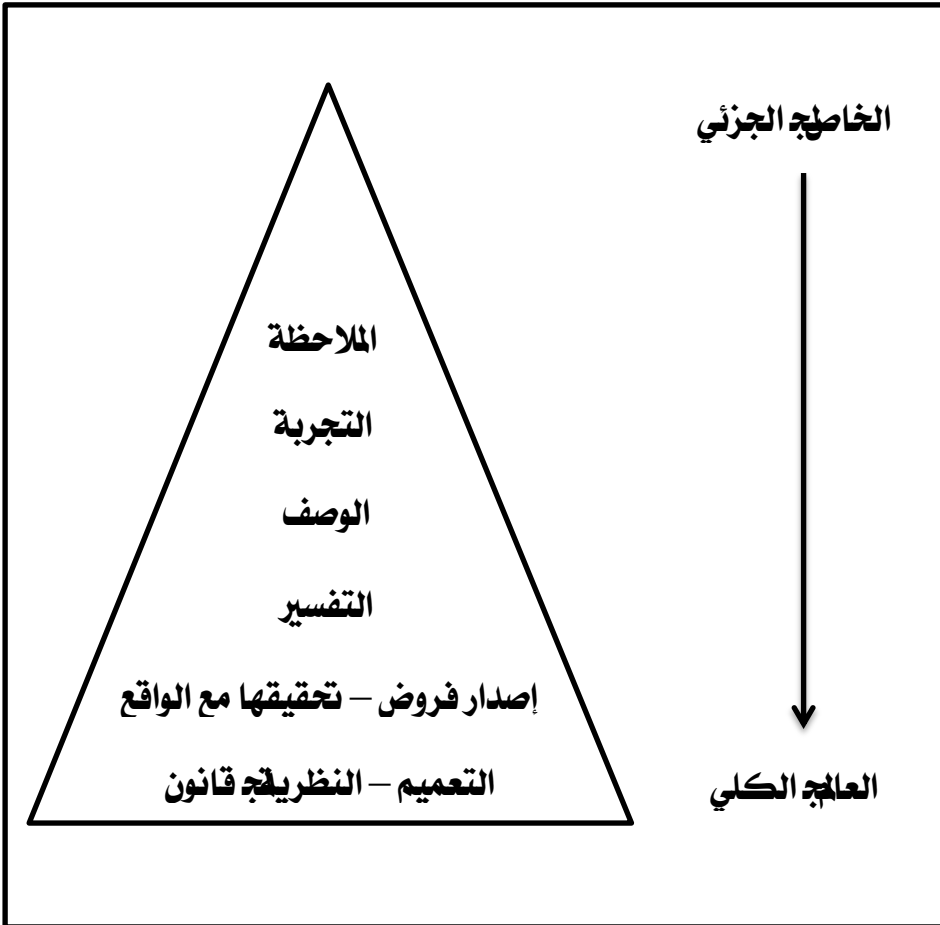 الخاص الجزئي
الملاحظة
التجربة
الوصف
التفسير
إصدار فروض – تحقيقها مع الواقع
التعميم – النظرية قانون
العام الكلي